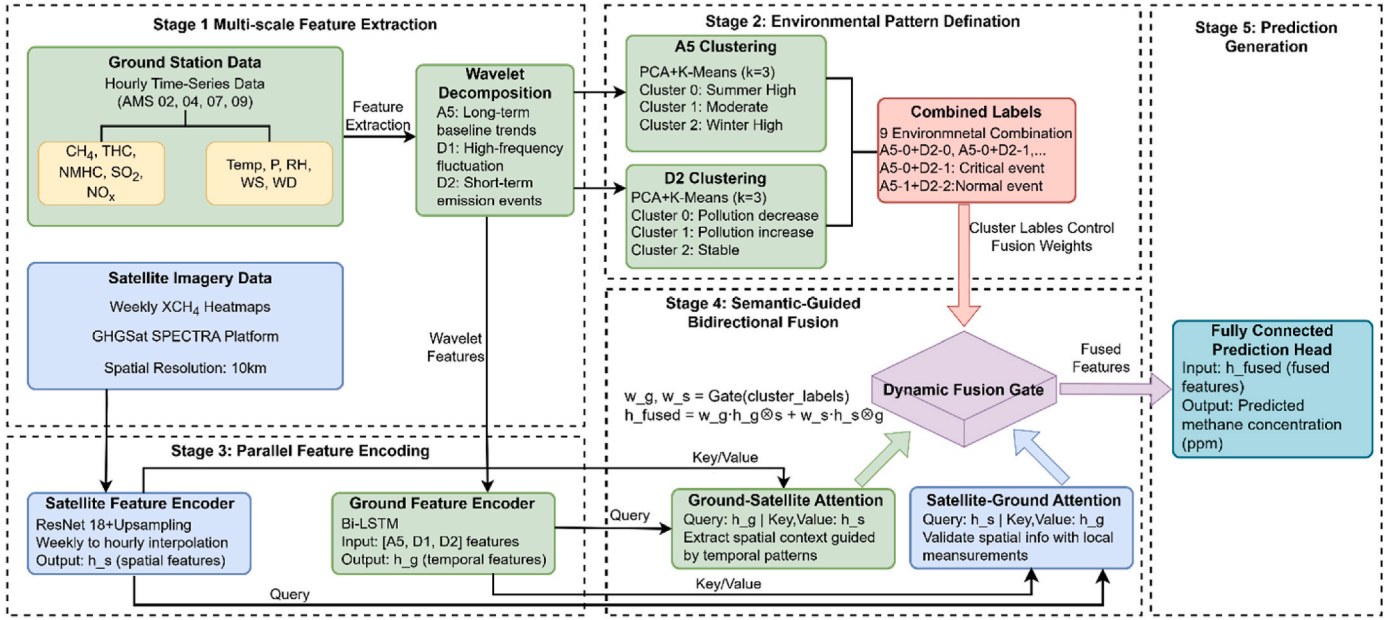 Stage 1 Multi-scale Feature Extraction
Ground Station Data
Hourly Time-Series Data
(AMS 02, 04, 07, 09)
CH₄, THC,
NMHC, SO₂,
NOₓ
Temp, P, RH,
WS, WD
Feature
Extraction
Wavelet
Decomposition
A5: Long-term
baseline trends
D1: High-frequency
fluctuation
D2: Short-term
emission events
Satellite Imagery Data
Weekly XCH₄ Heatmaps
GHGSat SPECTRA Platform
Spatial Resolution: 10km
Wavelet
Features
Stage 2: Environmental Pattern Defination
A5 Clustering
PCA+K-Means (k=3)
Cluster 0: Summer High
Cluster 1: Moderate
Cluster 2: Winter High
D2 Clustering
PCA+K-Means (k=3)
Cluster 0: Pollution decrease
Cluster 1: Pollution increase
Cluster 2: Stable
Combined Labels
9 Environmnetal Combination
A5-0+D2-0, A5-0+D2-1,...
A5-0+D2-1: Critical event
A5-1+D2-2:Normal event
Cluster Lables Control
Fusion Weights
Stage 3: Parallel Feature Encoding
Satellite Feature Encoder
ResNet 18+Upsampling
Weekly to hourly interpolation
Output: h_s (spatial features)
Ground Feature Encoder
Bi-LSTM
Input: [A5, D1, D2] features
Output: h_g (temporal features)
Key/Value
Query
Key/Value
Query
Stage 4: Semantic-Guided
Bidirectional Fusion
w_g, w_s = Gate(cluster_labels)
h_fused = w_g·h_g⊗s + w_s·h_s⊗g
Dynamic Fusion Gate
Ground-Satellite Attention
Query: h_g | Key,Value: h_s
Extract spatial context guided
by temporal patterns
Satellite-Ground Attention
Query: h_s | Key,Value: h_g
Validate spatial info with local
meansurements
Fused
Features
Stage 5: Prediction
Generation
Fully Connected
Prediction Head
Input: h_fused (fused
features)
Output: Predicted
methane concentration
(ppm)